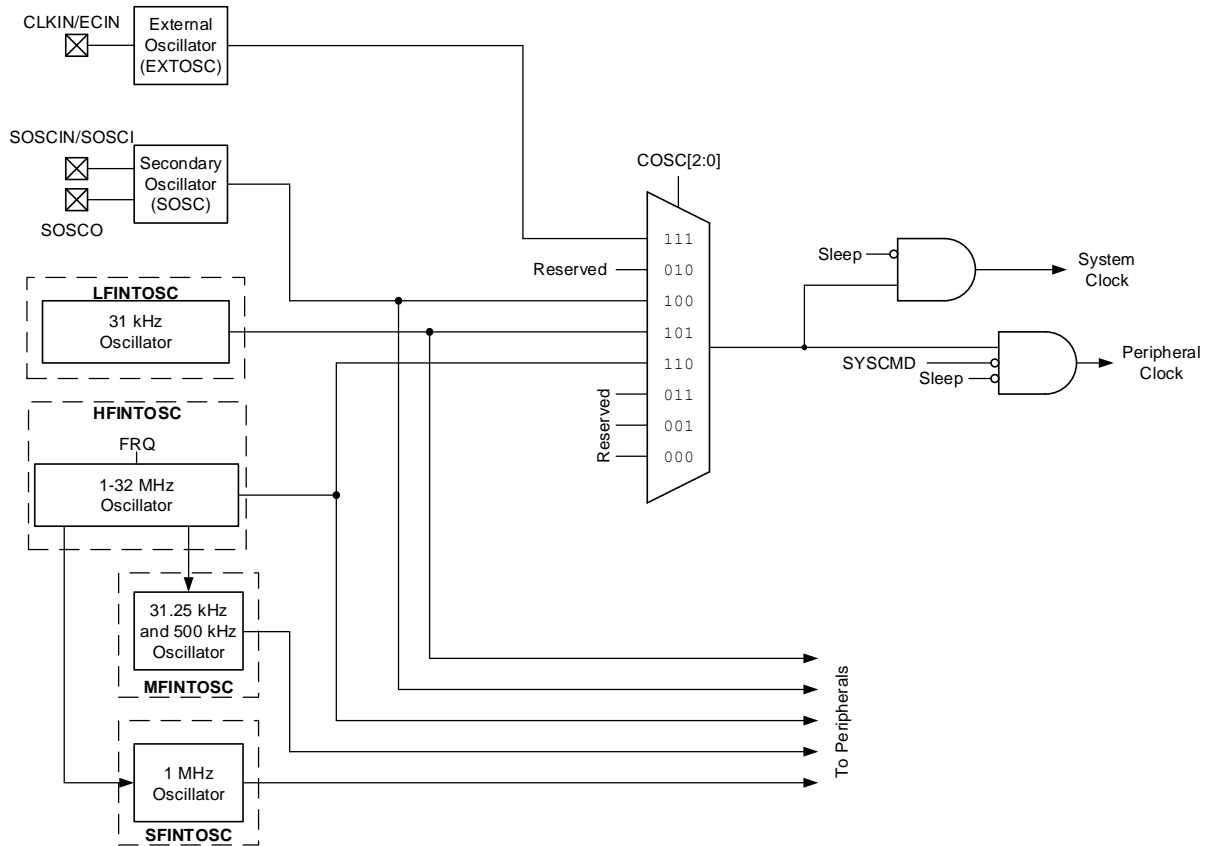 CLKIN/ECIN
External
Oscillator
(EXTOSC)
SOSCIN/SOSCI
Secondary
Oscillator
(SOSC)
SOSCO
COSC[2:0]
111
Reserved
010
100
101
110
011
001
000
Reserved
Sleep
System
Clock
SYSCMD
Sleep
Peripheral
Clock
LFINTOSC
31 kHz
Oscillator
HFINTOSC
FRQ
1-32 MHz
Oscillator
31.25 kHz
and 500 kHz
Oscillator
MFINTOSC
1 MHz
Oscillator
SFINTOSC
To Peripherals